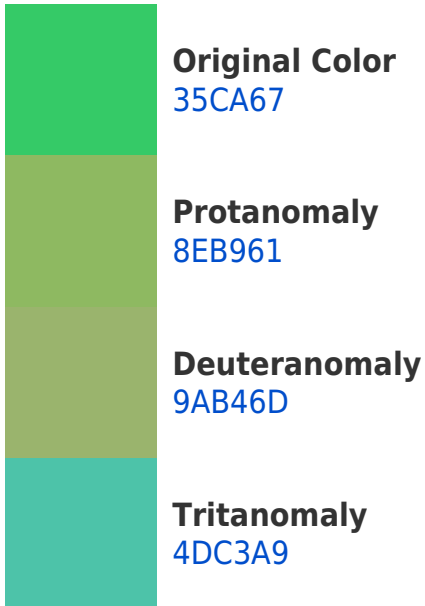 Original Color
35CA67
Protanomaly
8EB961
Deuteranomaly
9AB46D
Tritanomaly
4DC3A9